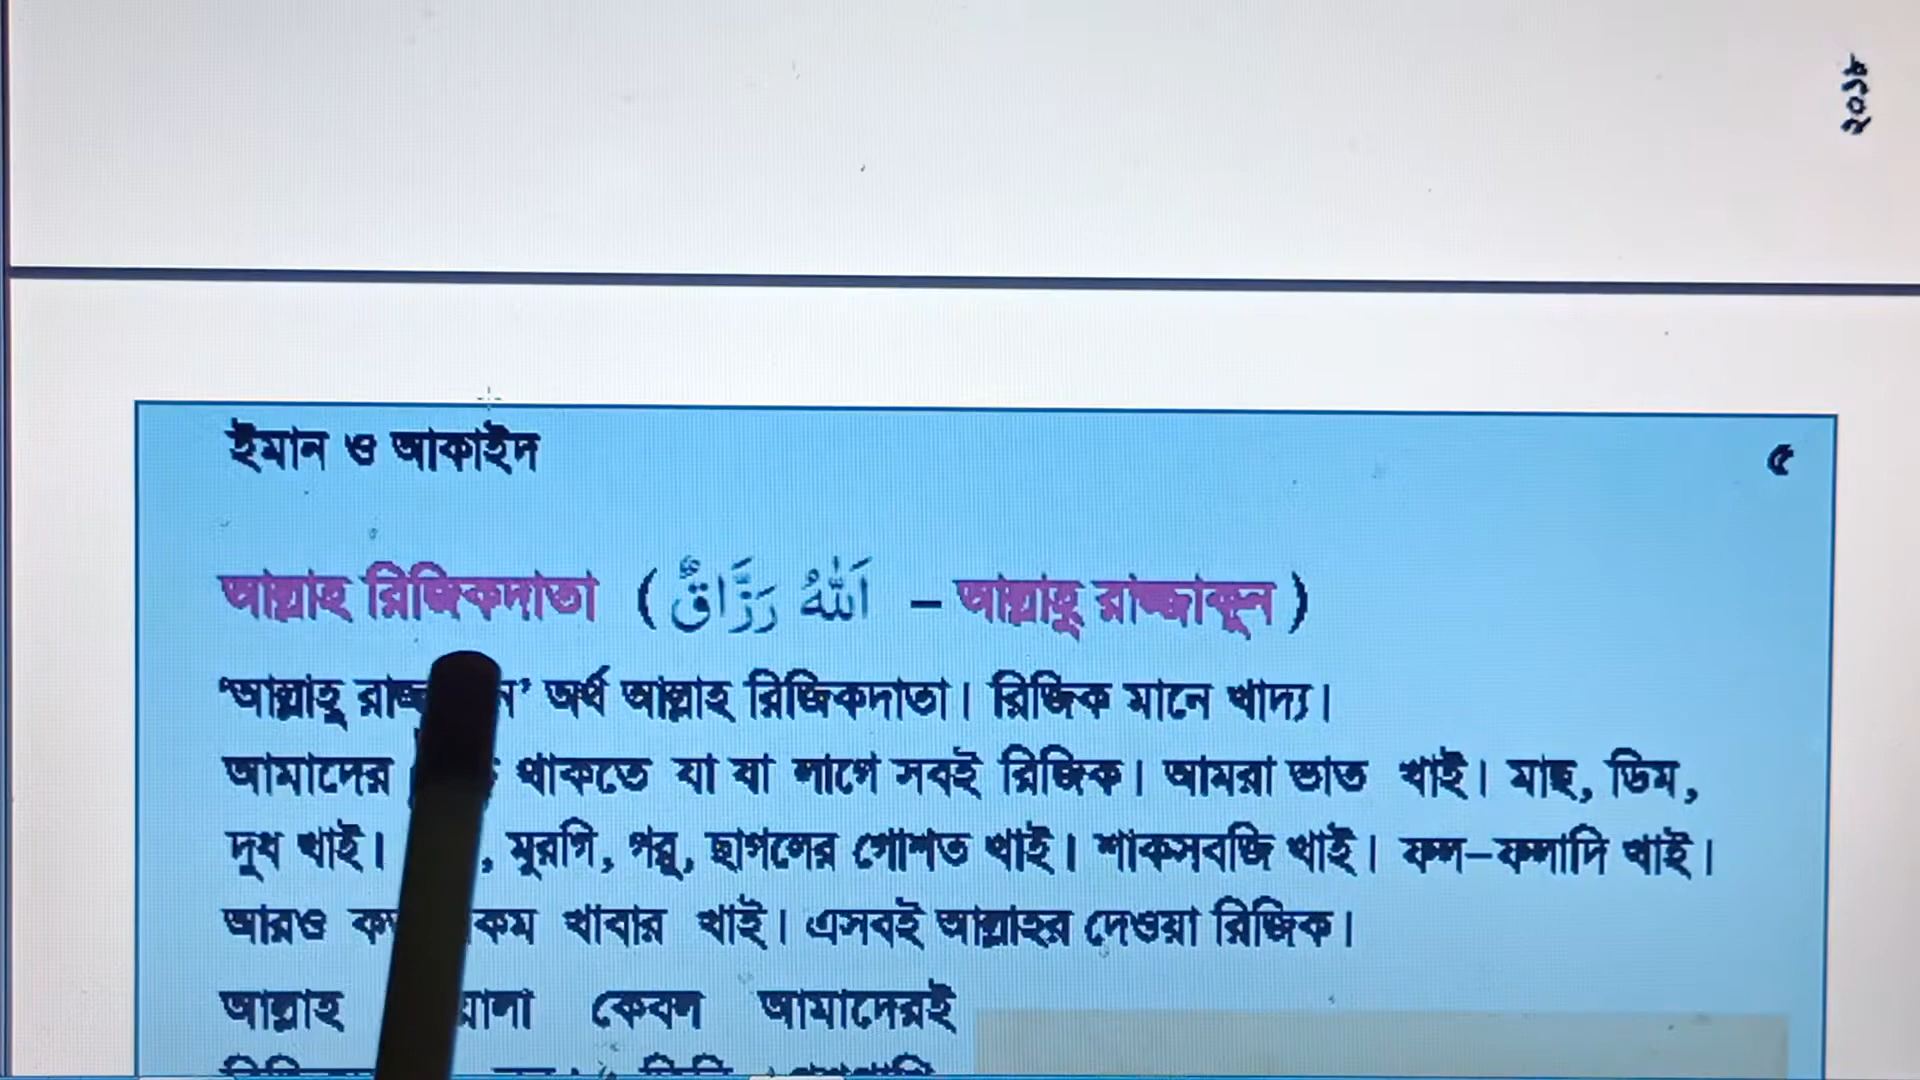 ২০১৮
ইমান ও আকাইদ ৫
আল্লাহ রিজিকদাতা (اَللّٰهُ رَزَّاقٌ – আল্লাহু রাজ্জাকুন)
‘আল্লাহু অর্থ আল্লাহ রিজিকদাতা। রিজিক মানে খাদ্য।
আমাদের থাকতে যা যা লাগে সবই রিজিক। আমরা ভাত খাই। মাছ, ডিম,
দুধ খাই। , মুরগি, গরু, ছাগলের গোশত খাই। শাকসবজি খাই। ফল-ফলাদি খাই।
আরও খাবার খাই। এসবই আল্লাহর দেওয়া রিজিক।
আল্লাহ কেবল আমাদেরই